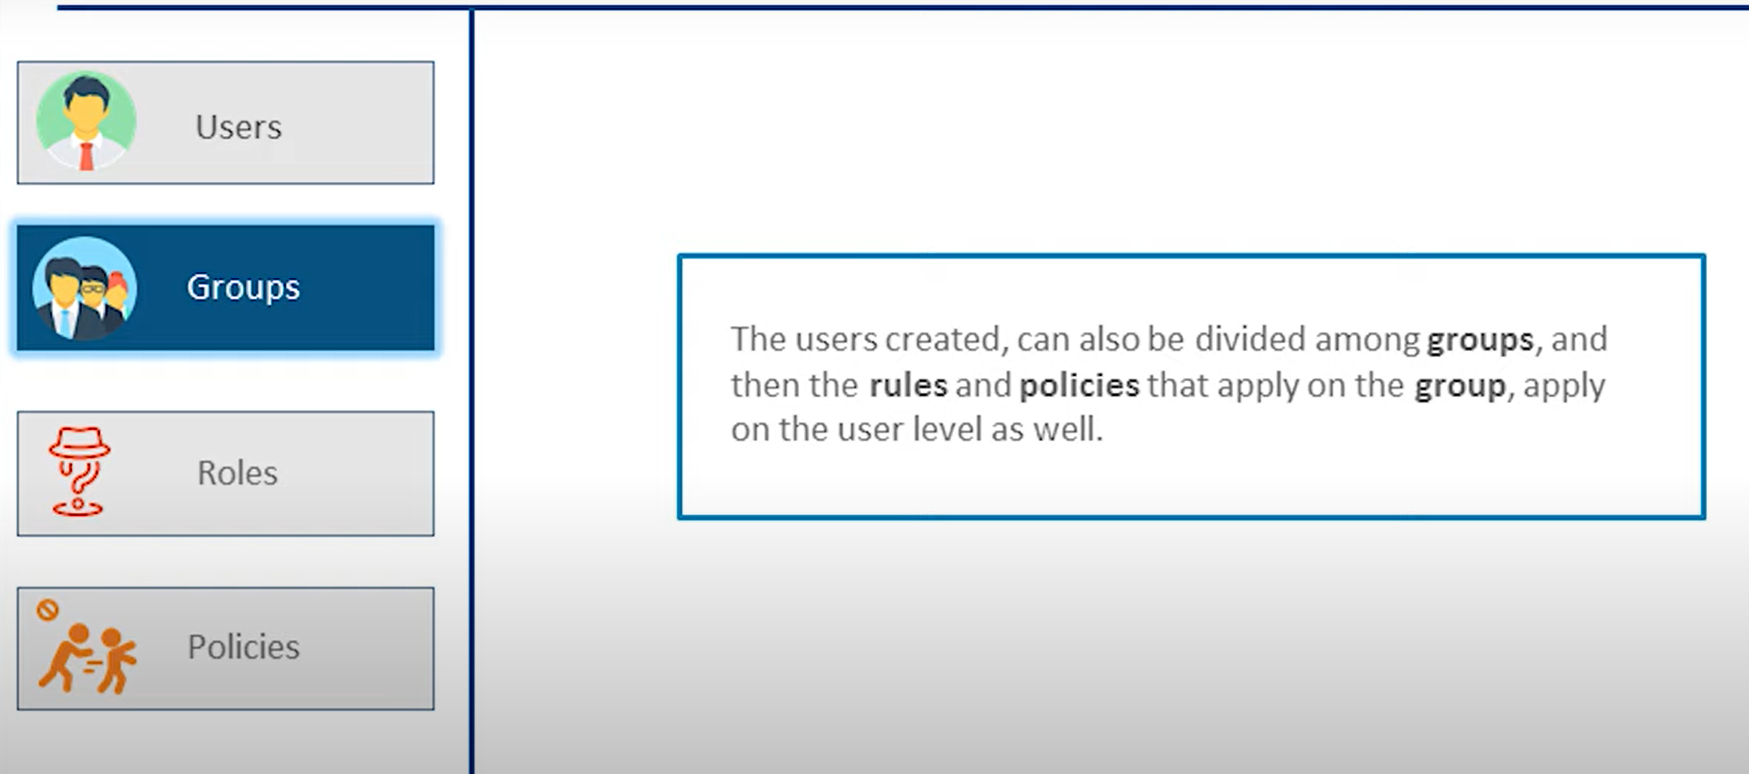 Users
Groups
Roles
Policies
The users created, can also be divided among groups, and
then the rules and policies that apply on the group, apply
on the user level as well.